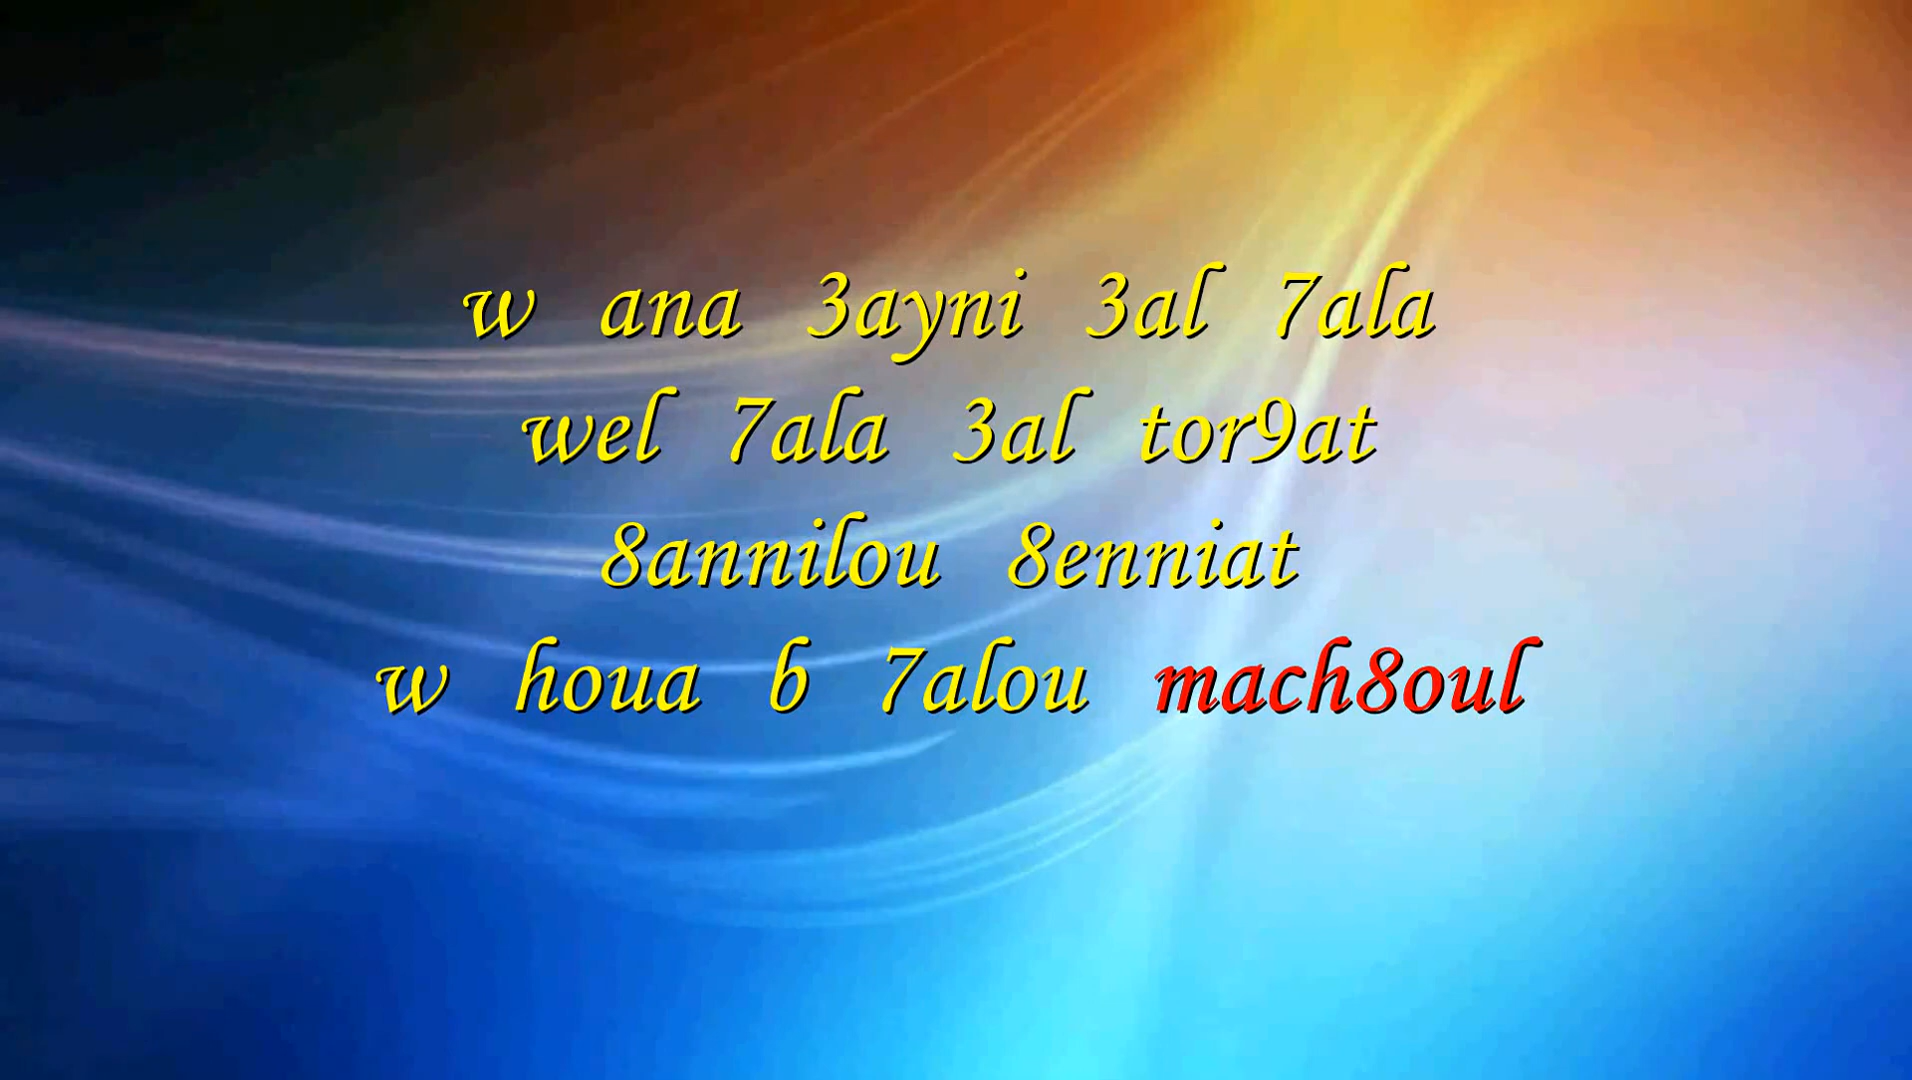 w ana 3ayni 3al 7ala
wel 7ala 3al tor9at
8annilou 8enniat
w houa b 7alou mach8oul